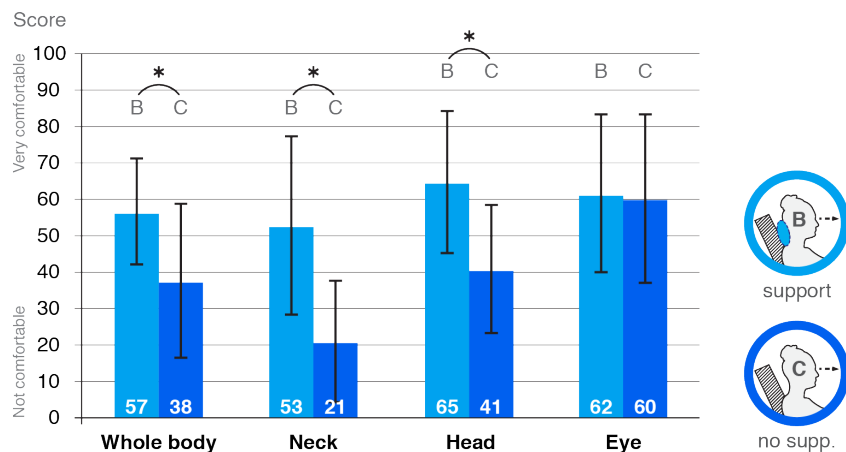 Score
Very comfortable
Not comfortable
100
90
80
70
60
50
40
30
20
10
0
*
B C
*
B C
*
B C
B C
57 38 53 21 65 41 62 60
Whole body Neck Head Eye
B
support
C
no supp.